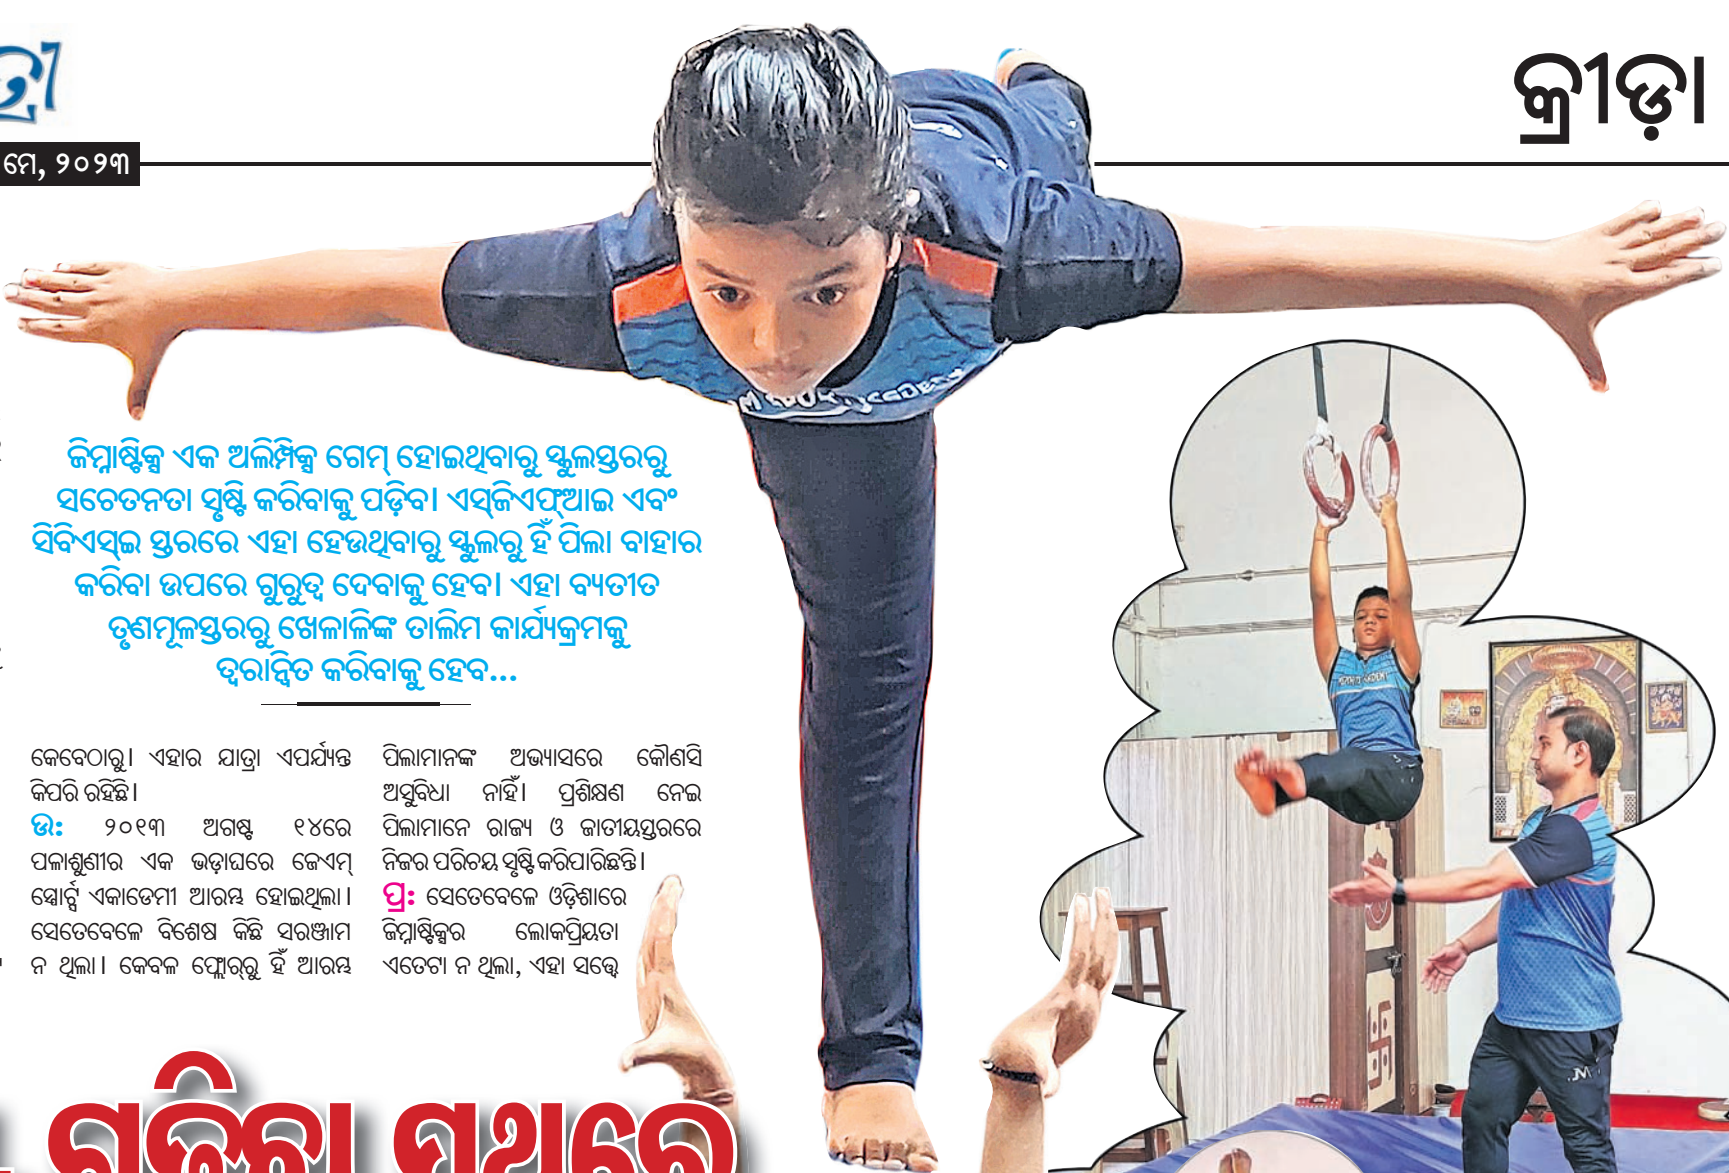 କ୍ରୀଡ଼ା
ମେ, ୨୦୨୩
ଜିମ୍ନାଷ୍ଟିକ୍ସ ଏକ ଅଲିମ୍ପିକ୍ସ ଗେମ୍ ହୋଇଥିବାରୁ ସ୍କୁଲସ୍ତରରୁ
ସଚେତନତା ସୃଷ୍ଟି କରିବାକୁ ପଡ଼ିବ। ଏସ୍‌ଜିଏଫ୍‌ଆଇ ଏବଂ
ସିବିଏସ୍‌ଇ ସ୍ତରରେ ଏହା ହେଉଥିବାରୁ ସ୍କୁଲରୁ ହିଁ ପିଲା ବାହାର
କରିବା ଉପରେ ଗୁରୁତ୍ୱ ଦେବାକୁ ହେବ। ଏହା ବ୍ୟତୀତ
ତୃଣମୂଳସ୍ତରରୁ ଖେଳାଳିଙ୍କ ତାଲିମ କାର୍ଯ୍ୟକ୍ରମକୁ
ତ୍ୱରାନ୍ୱିତ କରିବାକୁ ହେବ...
କେବେଠାରୁ। ଏହାର ଯାତ୍ରା ଏପର୍ଯ୍ୟନ୍ତ
କିପରି ରହିଛି।
ଉ: ୨୦୧୩ ଅଗଷ୍ଟ ୧୪ରେ
ପଳାଶୁଣୀର ଏକ ଭଡ଼ାଘରେ ଜେଏମ୍
ସ୍ପୋର୍ଟ୍ସ ଏକାଡେମୀ ଆରମ୍ଭ ହୋଇଥିଲା।
ସେତେବେଳେ ବିଶେଷ କିଛି ସରଞ୍ଜାମ
ନ ଥିଲା। କେବଳ ଫ୍ଲୋର୍‌ରୁ ହିଁ ଆରମ୍ଭ
ପିଲାମାନଙ୍କ ଅଭ୍ୟାସରେ କୌଣସି
ଅସୁବିଧା ନାହିଁ। ପ୍ରଶିକ୍ଷଣ ନେଇ
ପିଲାମାନେ ରାଜ୍ୟ ଓ ଜାତୀୟସ୍ତରରେ
ନିଜର ପରିଚୟ ସୃଷ୍ଟି କରିପାରିଛନ୍ତି।
ପ୍ର: ସେତେବେଳେ ଓଡ଼ିଶାରେ
ଜିମ୍ନାଷ୍ଟିକ୍ସର ଲୋକପ୍ରିୟତା
ଏତେଟା ନ ଥିଲା, ଏହା ସତ୍ତ୍ୱେ